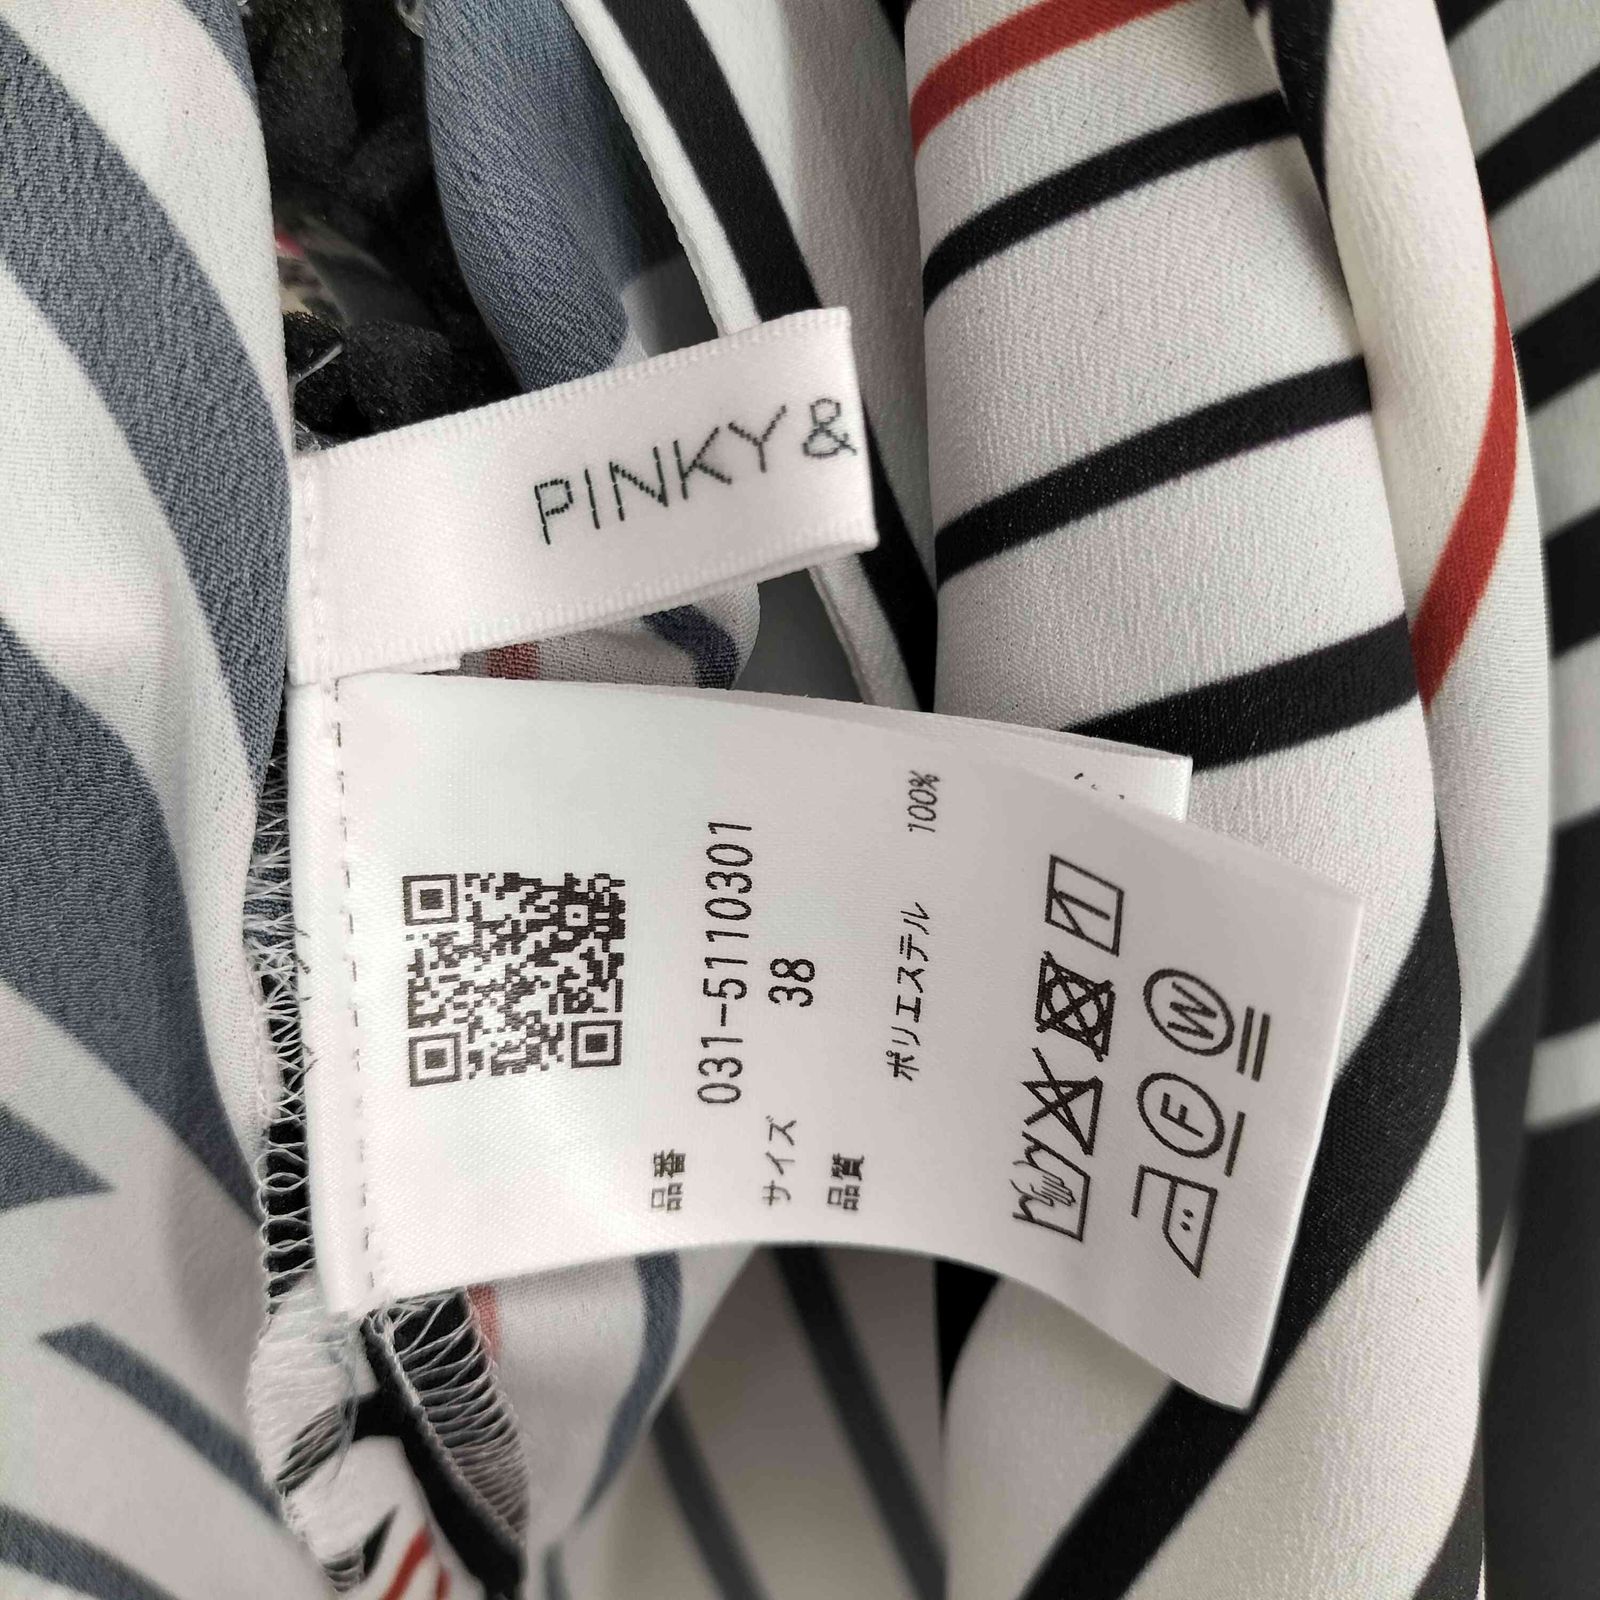 PINKY &
品番
031-5110301
サイズ 38
品質
ポリエステル 100%
W
F